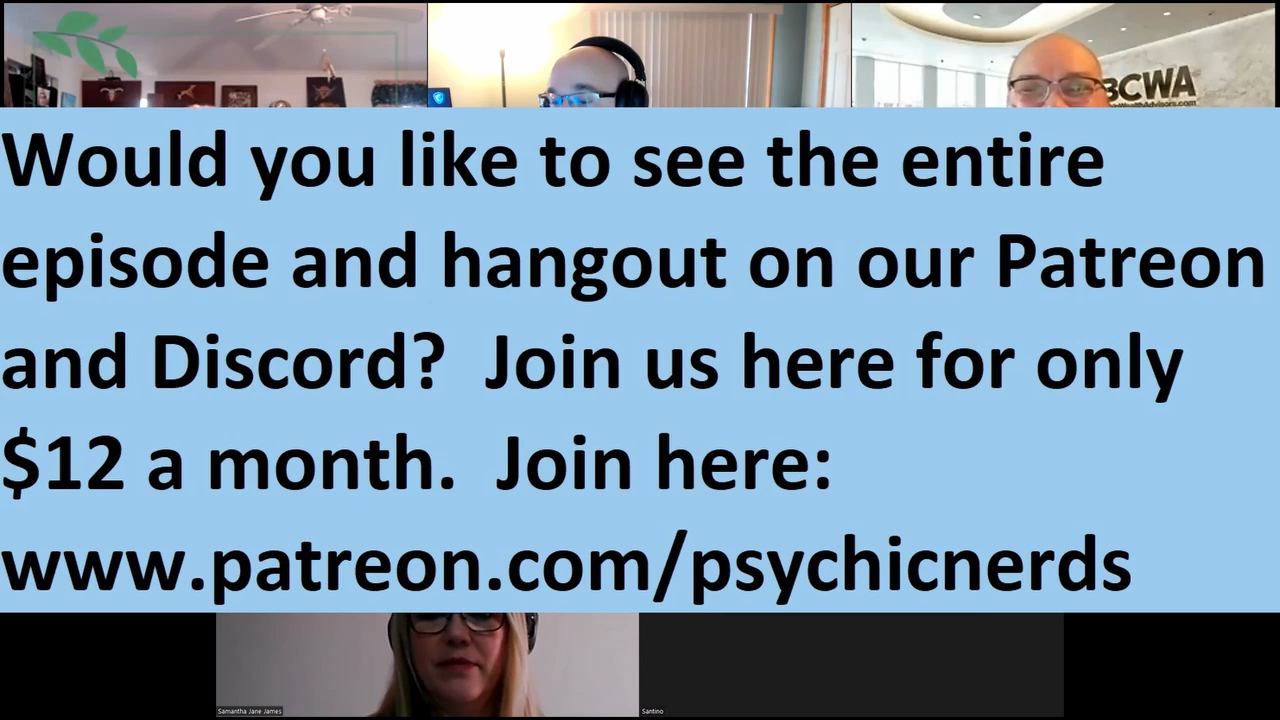 BCWA
Would you like to see the entire
episode and hangout on our Patreon
and Discord?  Join us here for only
$12 a month.  Join here:
www.patreon.com/psychicnerds
Samantha Jane James
Santino